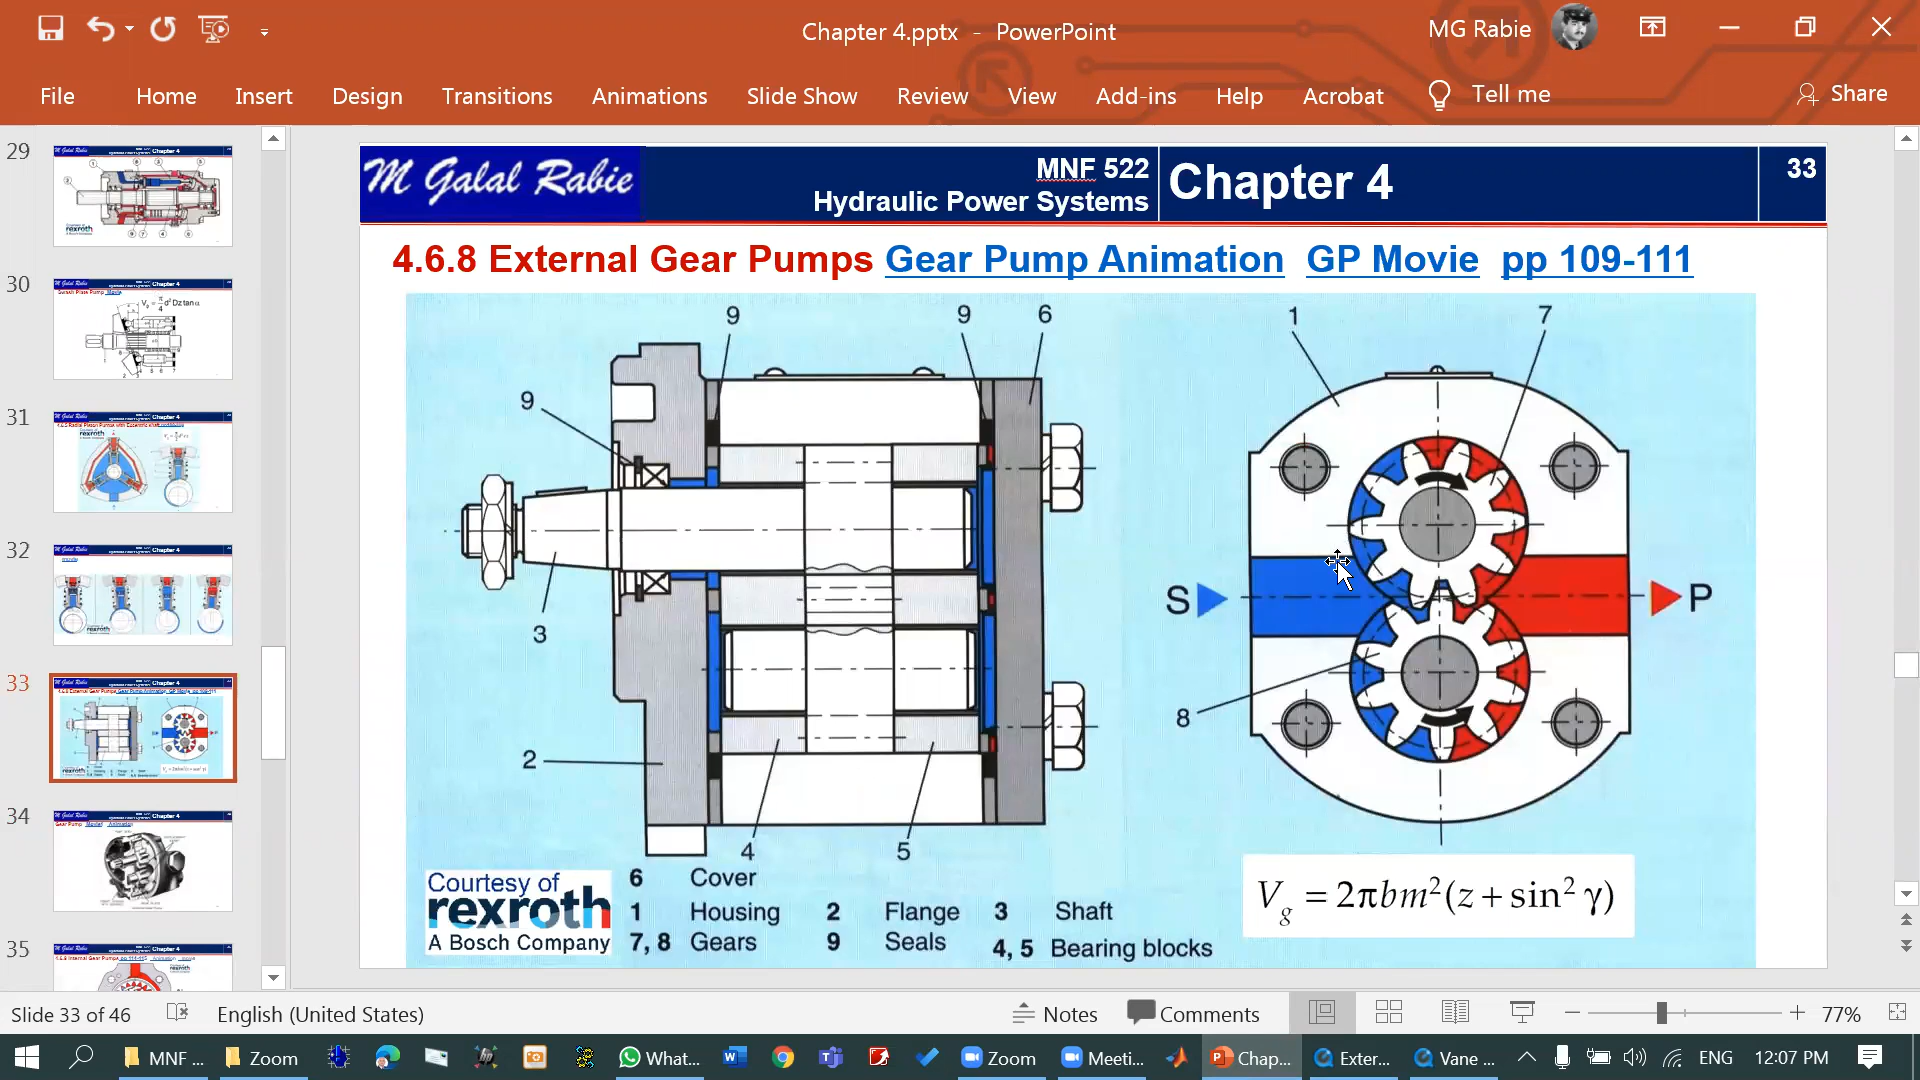 Chapter 4.pptx - PowerPoint
MG Rabie
File Home Insert Design Transitions Animations Slide Show Review View Add-ins Help Acrobat Tell me Share
29
30
31
32
33
34
35
M Galal Rabie
MNF 522
Hydraulic Power Systems
Chapter 4
33
4.6.8 External Gear Pumps Gear Pump Animation GP Movie pp 109-111
9 9 6 1 7
9
S P
3
8
2
4 5
Courtesy of
rexroth
A Bosch Company
6 Cover
1 Housing 2 Flange 3 Shaft
7, 8 Gears 9 Seals 4, 5 Bearing blocks
V_g = 2πbm²(z + sin² γ)
Slide 33 of 46 English (United States) Notes Comments 77%
MNF ... Zoom What... Zoom Meeti... Chap... Exter... Vane ... ENG 12:07 PM